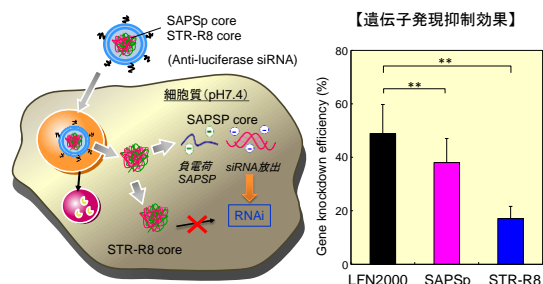 SAPSp core
STR-R8 core
(Anti-luciferase siRNA)
細胞質(pH7.4)
SAPSP core
負電荷
SAPSP
siRNA放出
RNAi
STR-R8 core
【遺伝子発現抑制効果】
Gene knockdown efficiency (%)
80
60
40
20
0
**
**
LFN2000 SAPSp STR-R8